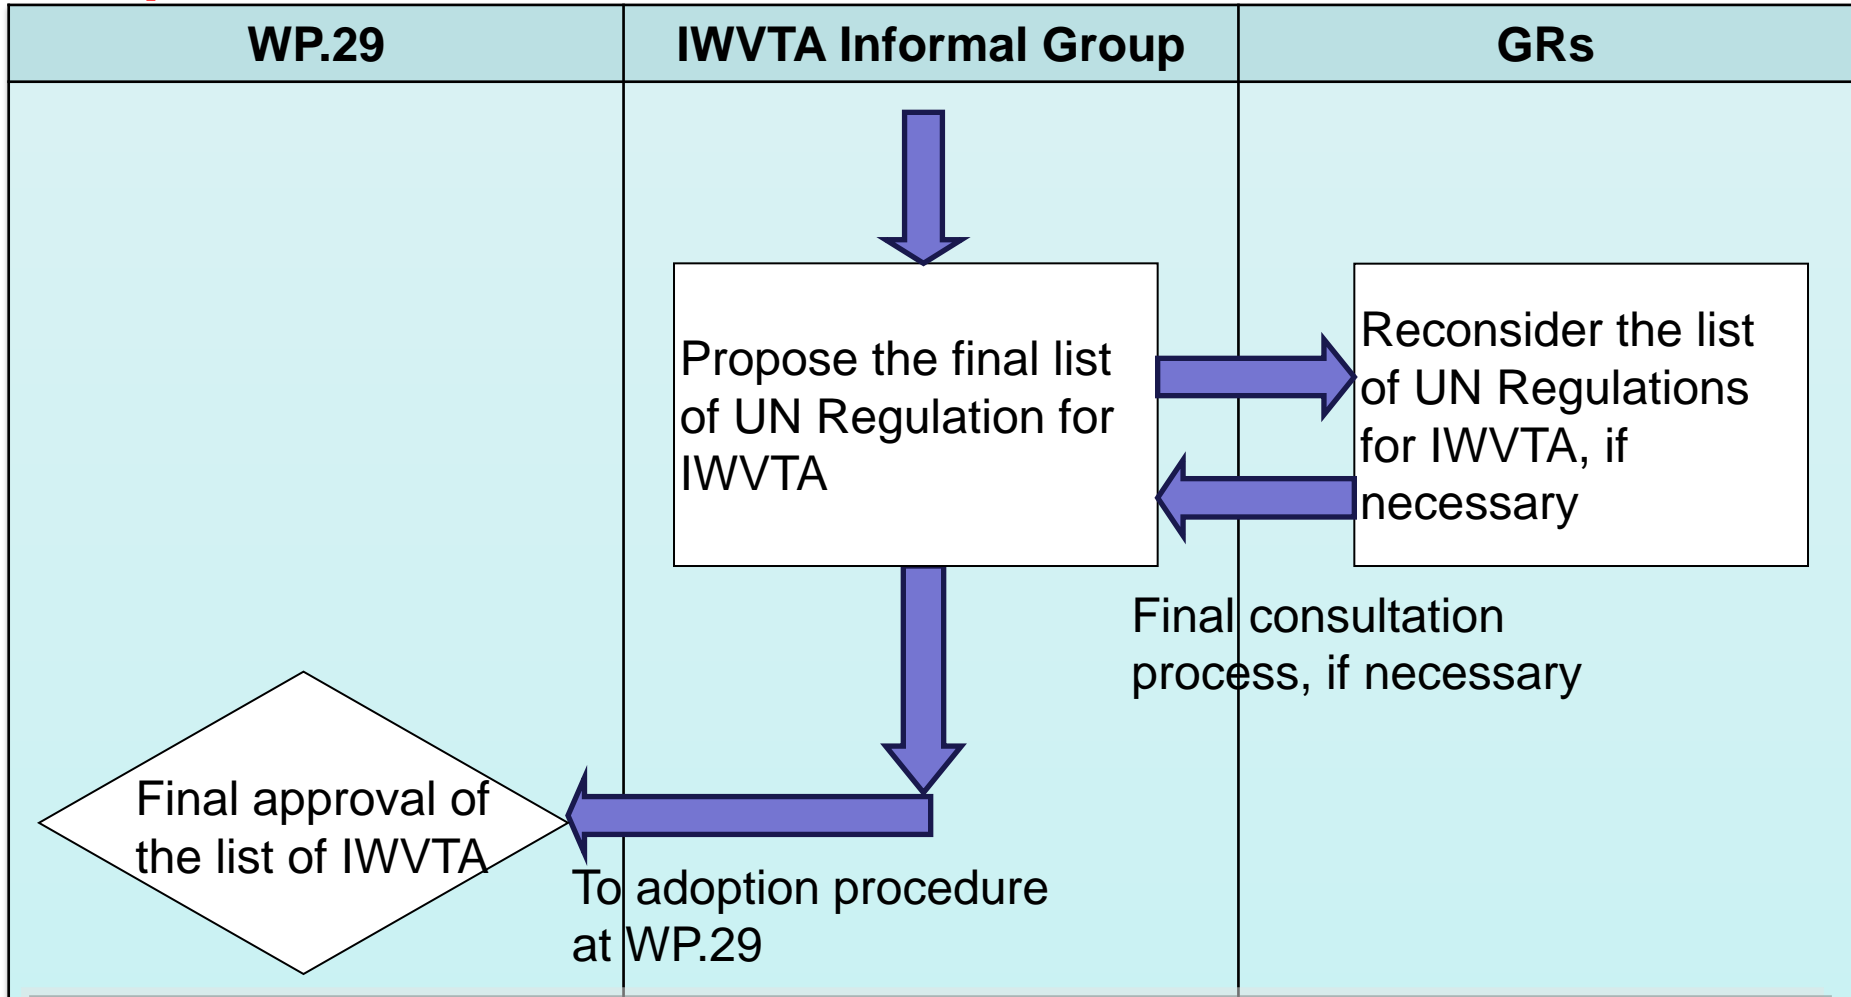 WP.29
IWVTA Informal Group
GRs
Propose the final list
of UN Regulation for
IWVTA
Reconsider the list
of UN Regulations
for IWVTA, if
necessary
Final consultation
process, if necessary
Final approval of
the list of IWVTA
To adoption procedure
at WP.29